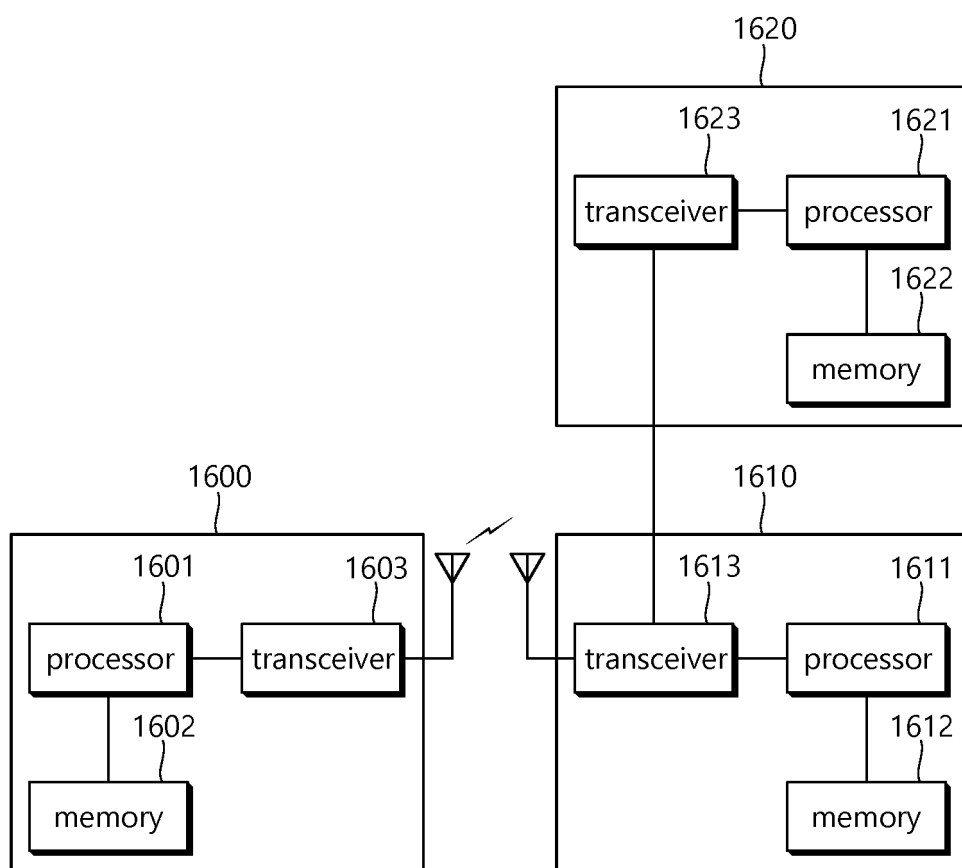 1620
1623
1621
transceiver
processor
1622
memory
1600
1610
1601
1603
1613
1611
processor
transceiver
transceiver
processor
1602
1612
memory
memory